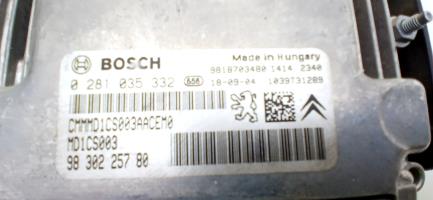 BOSCH
Made in Hungary
9818703480 1414 2340
0 281 035 332 658 18-09-04 1039T31289
CMMMD1CS003AACEM0
MD1CS003
98 302 257 80